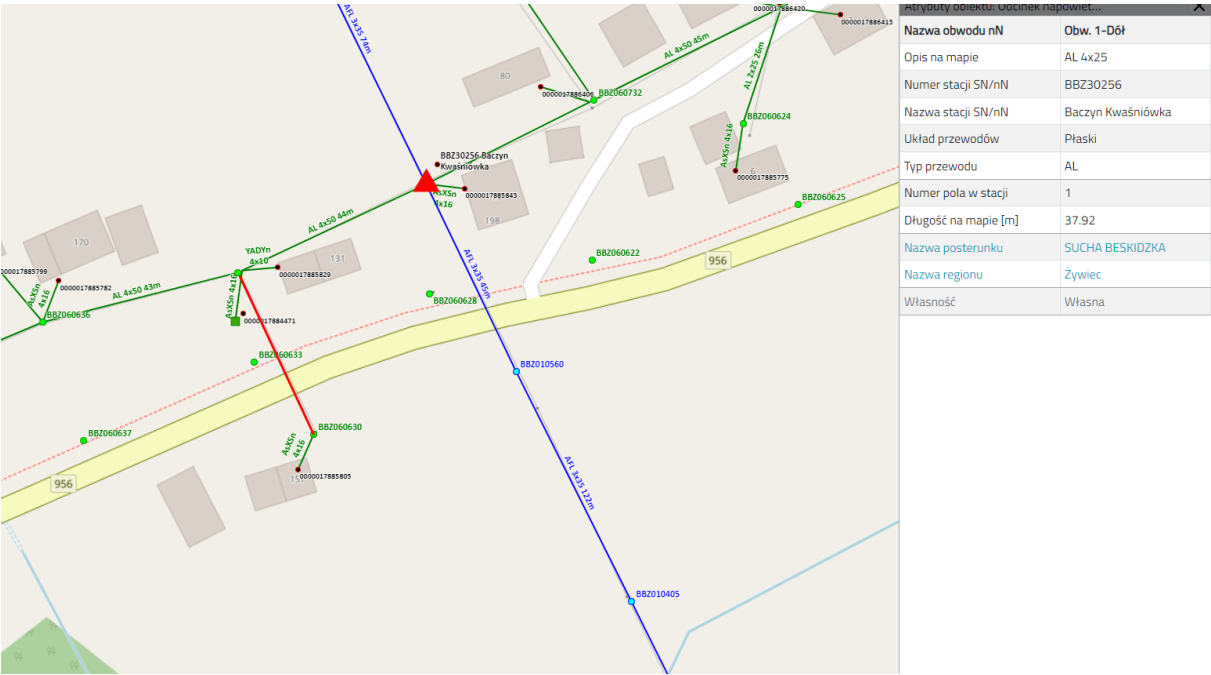 Atrybuty obiektu: Odcinek napowiet...
Nazwa obwodu nN Obw. 1-Dół
Opis na mapie AL 4x25
Numer stacji SN/nN BBZ30256
Nazwa stacji SN/nN Baczyn Kwaśniówka
Układ przewodów Płaski
Typ przewodu AL
Numer pola w stacji 1
Długość na mapie [m] 37.92
Nazwa posterunku SUCHA BESKIDZKA
Nazwa regionu Żywiec
Własność Własna
AFL 3x35 74m
0000017886420
0000017886413
AL 4x50 45m
AL 2x25 26m
80
0000017886406
BBZ060732
BBZ060624
AsXSn 4x16
6
0000017885775
BBZ30256 Baczyn
Kwaśniówka
AsXSn
4x16
0000017885843
198
BBZ060625
AL 4x50 44m
170
YADYn
4x10
131
0000017885829
BBZ060622
956
AFL 3x35 45m
00017885799
AsXSn
4x16
0000017885782
AL 4x50 43m
AsXSn 4x16
BBZ060628
BBZ060636
0000017884471
BBZ060633
BBZ010560
BBZ060637
BBZ060630
AsXSn
4x16
0000017885805
956
AFL 3x35 122m
BBZ010405